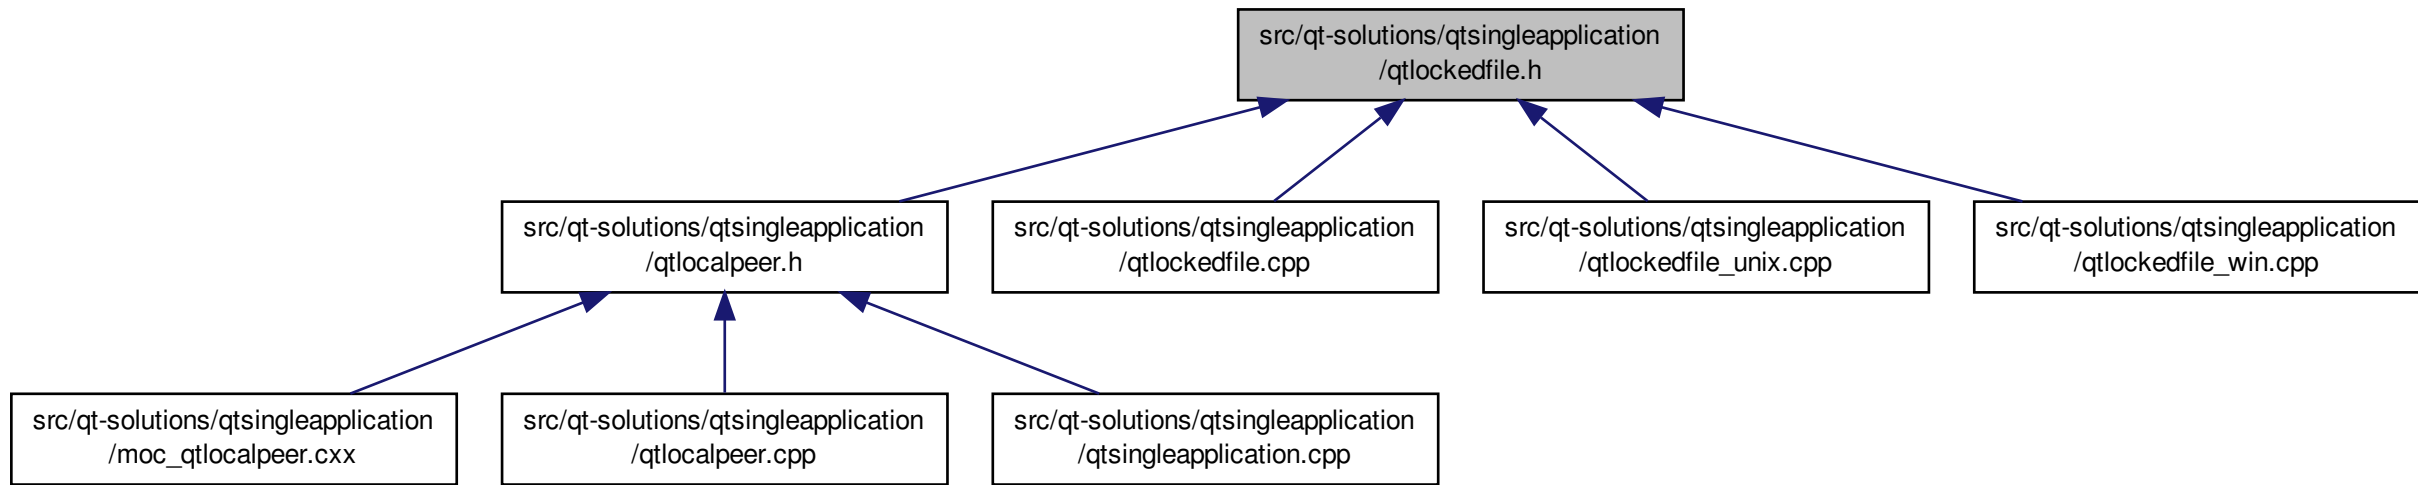 src/qt-solutions/qtsingleapplication
/qtlockedfile.h
src/qt-solutions/qtsingleapplication
/qtlocalpeer.h
src/qt-solutions/qtsingleapplication
/qtlockedfile.cpp
src/qt-solutions/qtsingleapplication
/qtlockedfile_unix.cpp
src/qt-solutions/qtsingleapplication
/qtlockedfile_win.cpp
src/qt-solutions/qtsingleapplication
/moc_qtlocalpeer.cxx
src/qt-solutions/qtsingleapplication
/qtlocalpeer.cpp
src/qt-solutions/qtsingleapplication
/qtsingleapplication.cpp